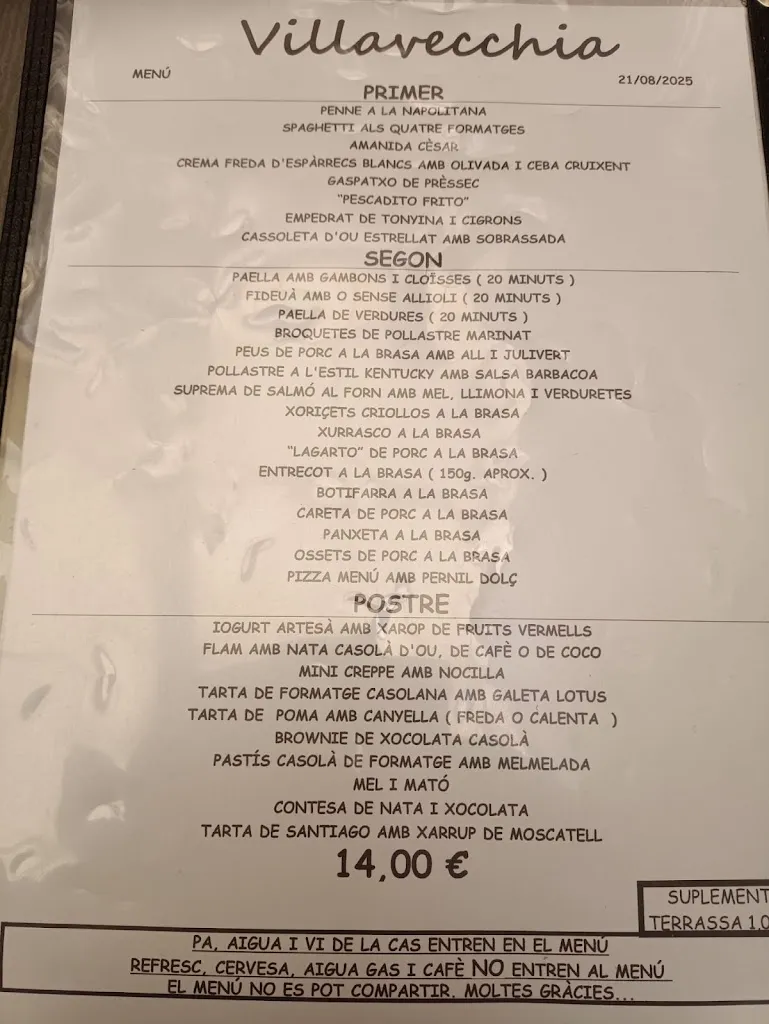 Villavecchia
MENÚ
21/08/2025
PRIMER
PENNE A LA NAPOLITANA
SPAGHETTI ALS QUATRE FORMATGES
AMANIDA CÈSAR
CREMA FREDA D'ESPÀRRECS BLANCS AMB OLIVADA I CEBA CRUIXENT
GASPATXO DE PRÈSSEC
"PESCADITO FRITO"
EMPEDRAT DE TONYINA I CIGRONS
CASSOLETA D'OU ESTRELLAT AMB SOBRASSADA
SEGON
PAELLA AMB GAMBONS I CLOÏSSES ( 20 MINUTS )
FIDEUÀ AMB O SENSE ALLIOLI ( 20 MINUTS )
PAELLA DE VERDURES ( 20 MINUTS )
BROQUETES DE POLLASTRE MARINAT
PEUS DE PORC A LA BRASA AMB ALL I JULIVERT
POLLASTRE A L'ESTIL KENTUCKY AMB SALSA BARBACOA
SUPREMA DE SALMÓ AL FORN AMB MEL, LLIMONA I VERDURETES
XORIÇETS CRIOLLOS A LA BRASA
XURRASCO A LA BRASA
"LAGARTO" DE PORC A LA BRASA
ENTRECOT A LA BRASA ( 150g. APROX. )
BOTIFARRA A LA BRASA
CARETA DE PORC A LA BRASA
PANXETA A LA BRASA
OSSETS DE PORC A LA BRASA
PIZZA MENÚ AMB PERNIL DOLÇ
POSTRE
IOGURT ARTESÀ AMB XAROP DE FRUITS VERMELLS
FLAM AMB NATA CASOLÀ D'OU, DE CAFÈ O DE COCO
MINI CREPPE AMB NOCILLA
TARTA DE FORMATGE CASOLANA AMB GALETA LOTUS
TARTA DE POMA AMB CANYELLA ( FREDA O CALENTA )
BROWNIE DE XOCOLATA CASOLÀ
PASTÍS CASOLÀ DE FORMATGE AMB MELMELADA
MEL I MATÓ
CONTESA DE NATA I XOCOLATA
TARTA DE SANTIAGO AMB XARRUP DE MOSCATELL
14,00 €
SUPLEMENT
TERRASSA 1,0
PA, AIGUA I VI DE LA CAS ENTREN EN EL MENÚ
REFRESC, CERVESA, AIGUA GAS I CAFÈ NO ENTREN AL MENÚ
EL MENÚ NO ES POT COMPARTIR. MOLTES GRÀCIES...